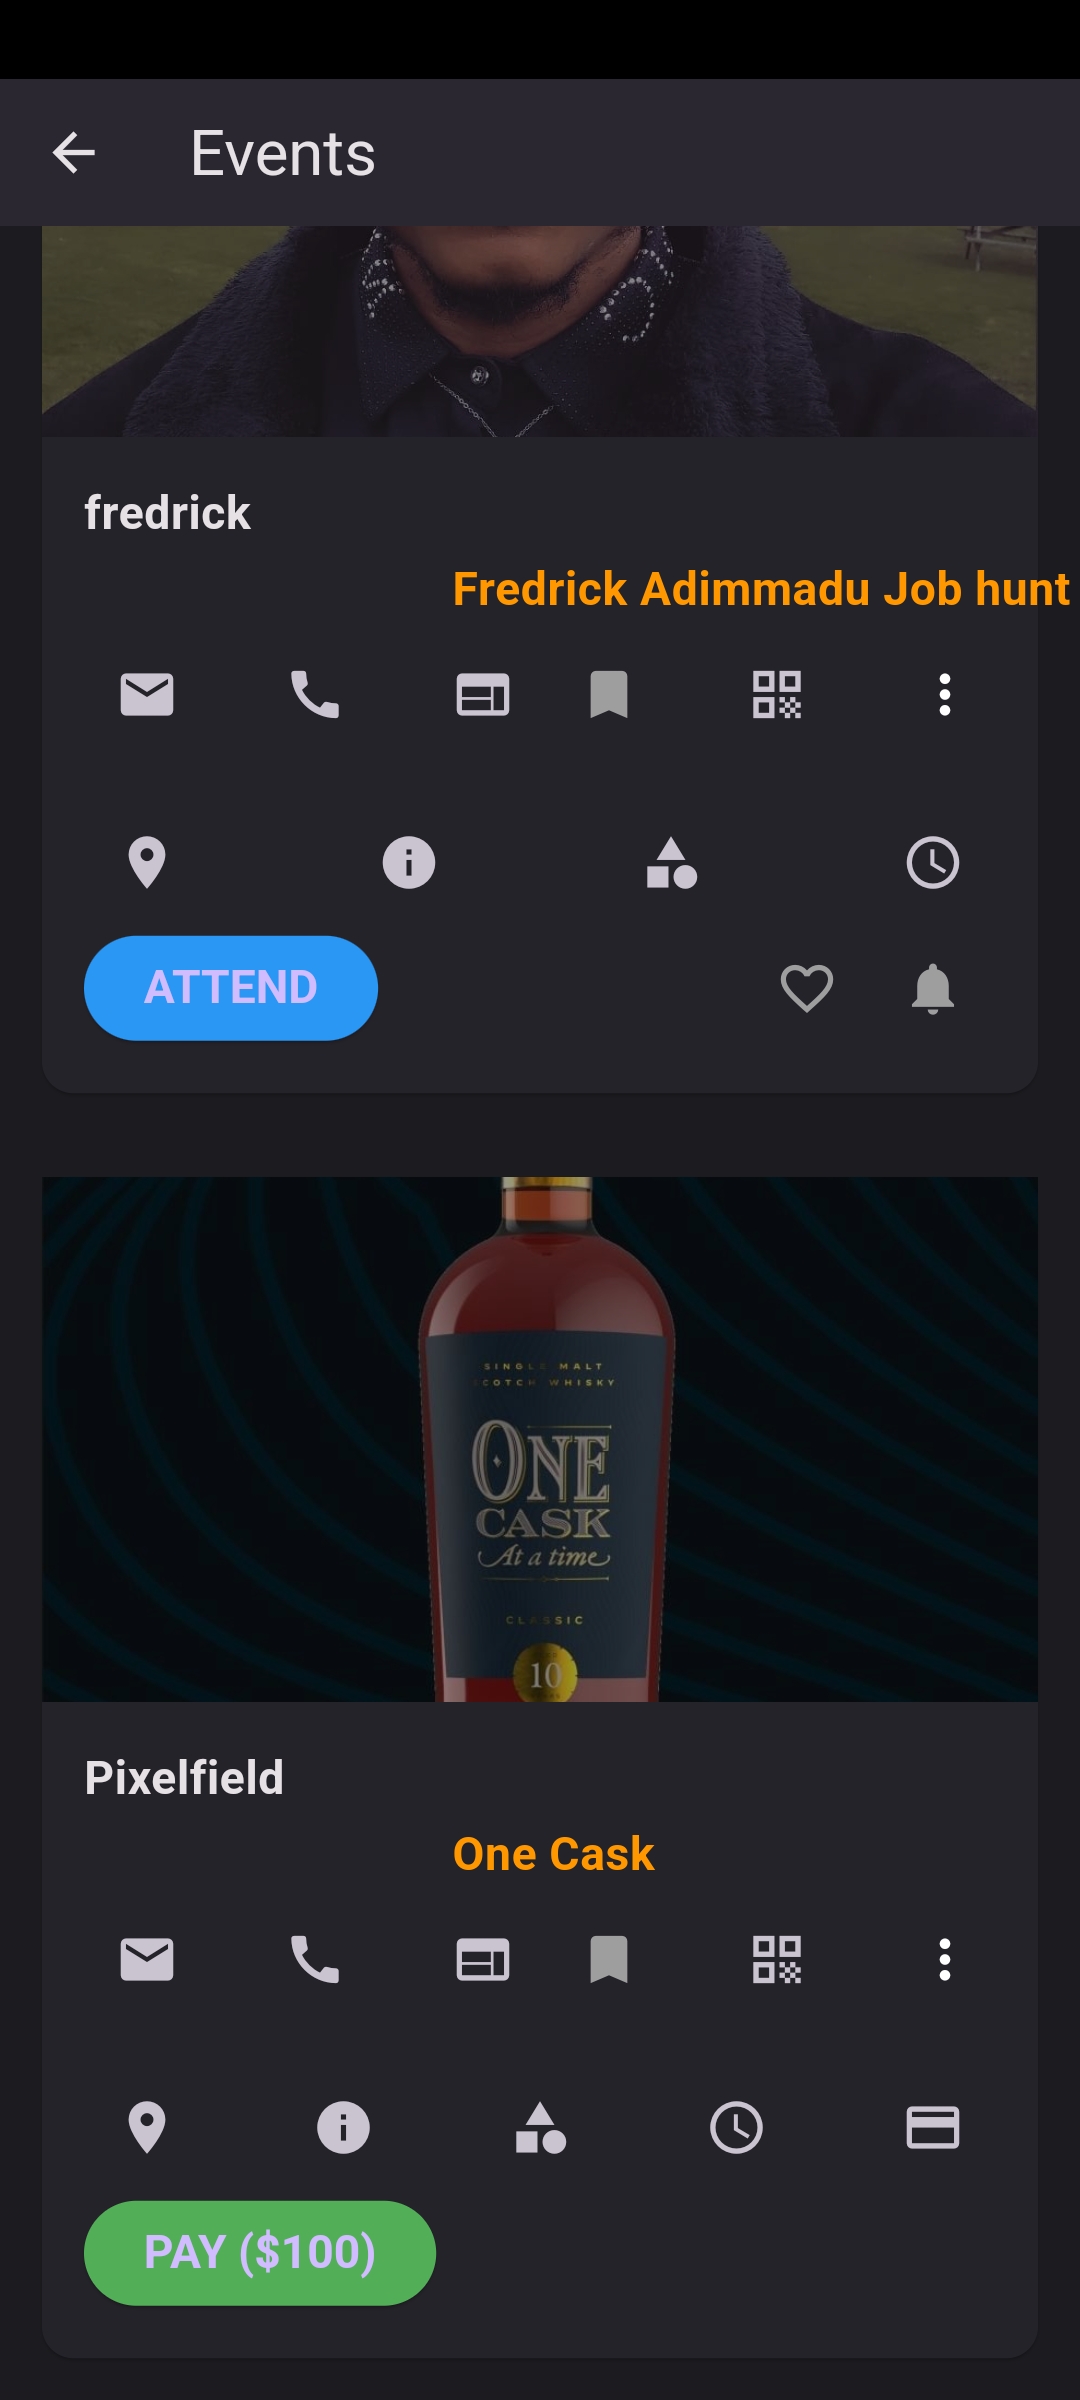 Events
fredrick
Fredrick Adimmadu Job hunt
ATTEND
SINGLE MALT
SCOTCH WHISKY
ONE
CASK
At a time
CLASSIC
10
Pixelfield
One Cask
PAY ($100)